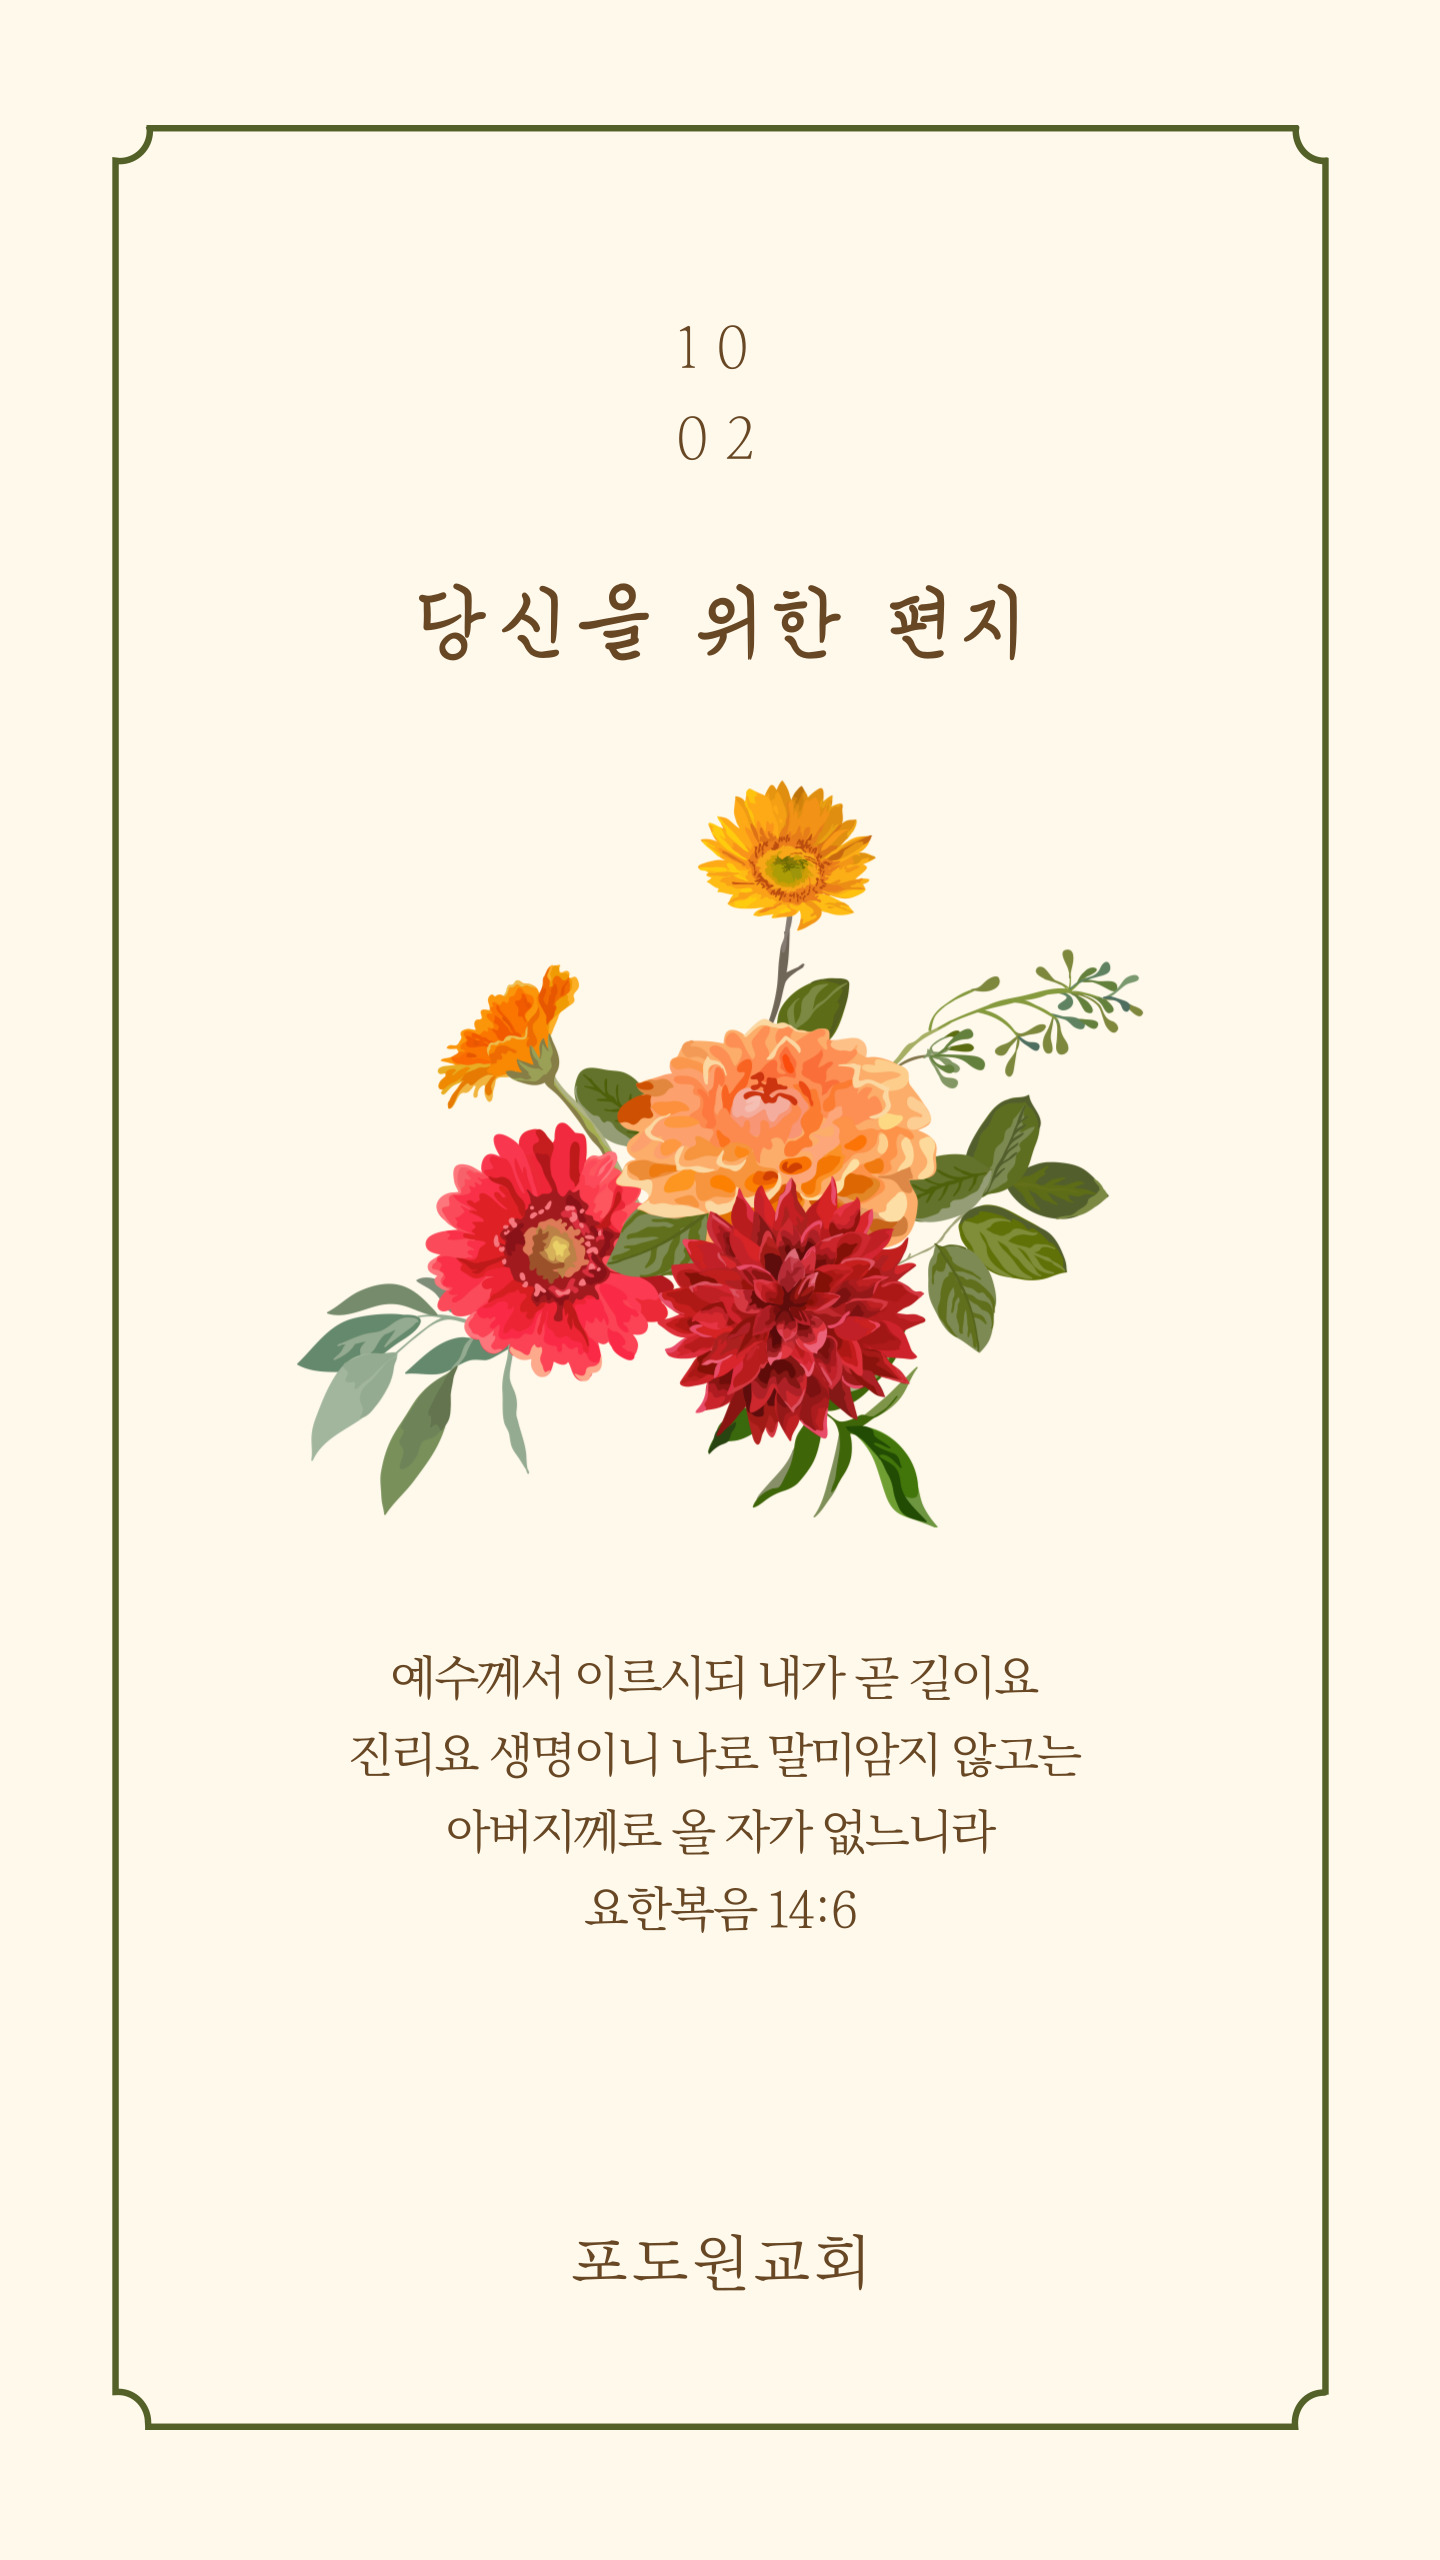 10
02
당신을 위한 편지
예수께서 이르시되 내가 곧 길이요
진리요 생명이니 나로 말미암지 않고는
아버지께로 올 자가 없느니라
요한복음 14:6
포도원교회